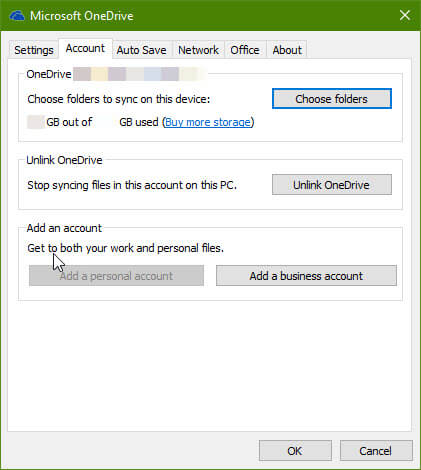 Microsoft OneDrive
Settings Account Auto Save Network Office About
OneDrive
Choose folders to sync on this device:
Choose folders
GB out of GB used (Buy more storage)
Unlink OneDrive
Stop syncing files in this account on this PC.
Unlink OneDrive
Add an account
Get to both your work and personal files.
Add a personal account
Add a business account
OK
Cancel